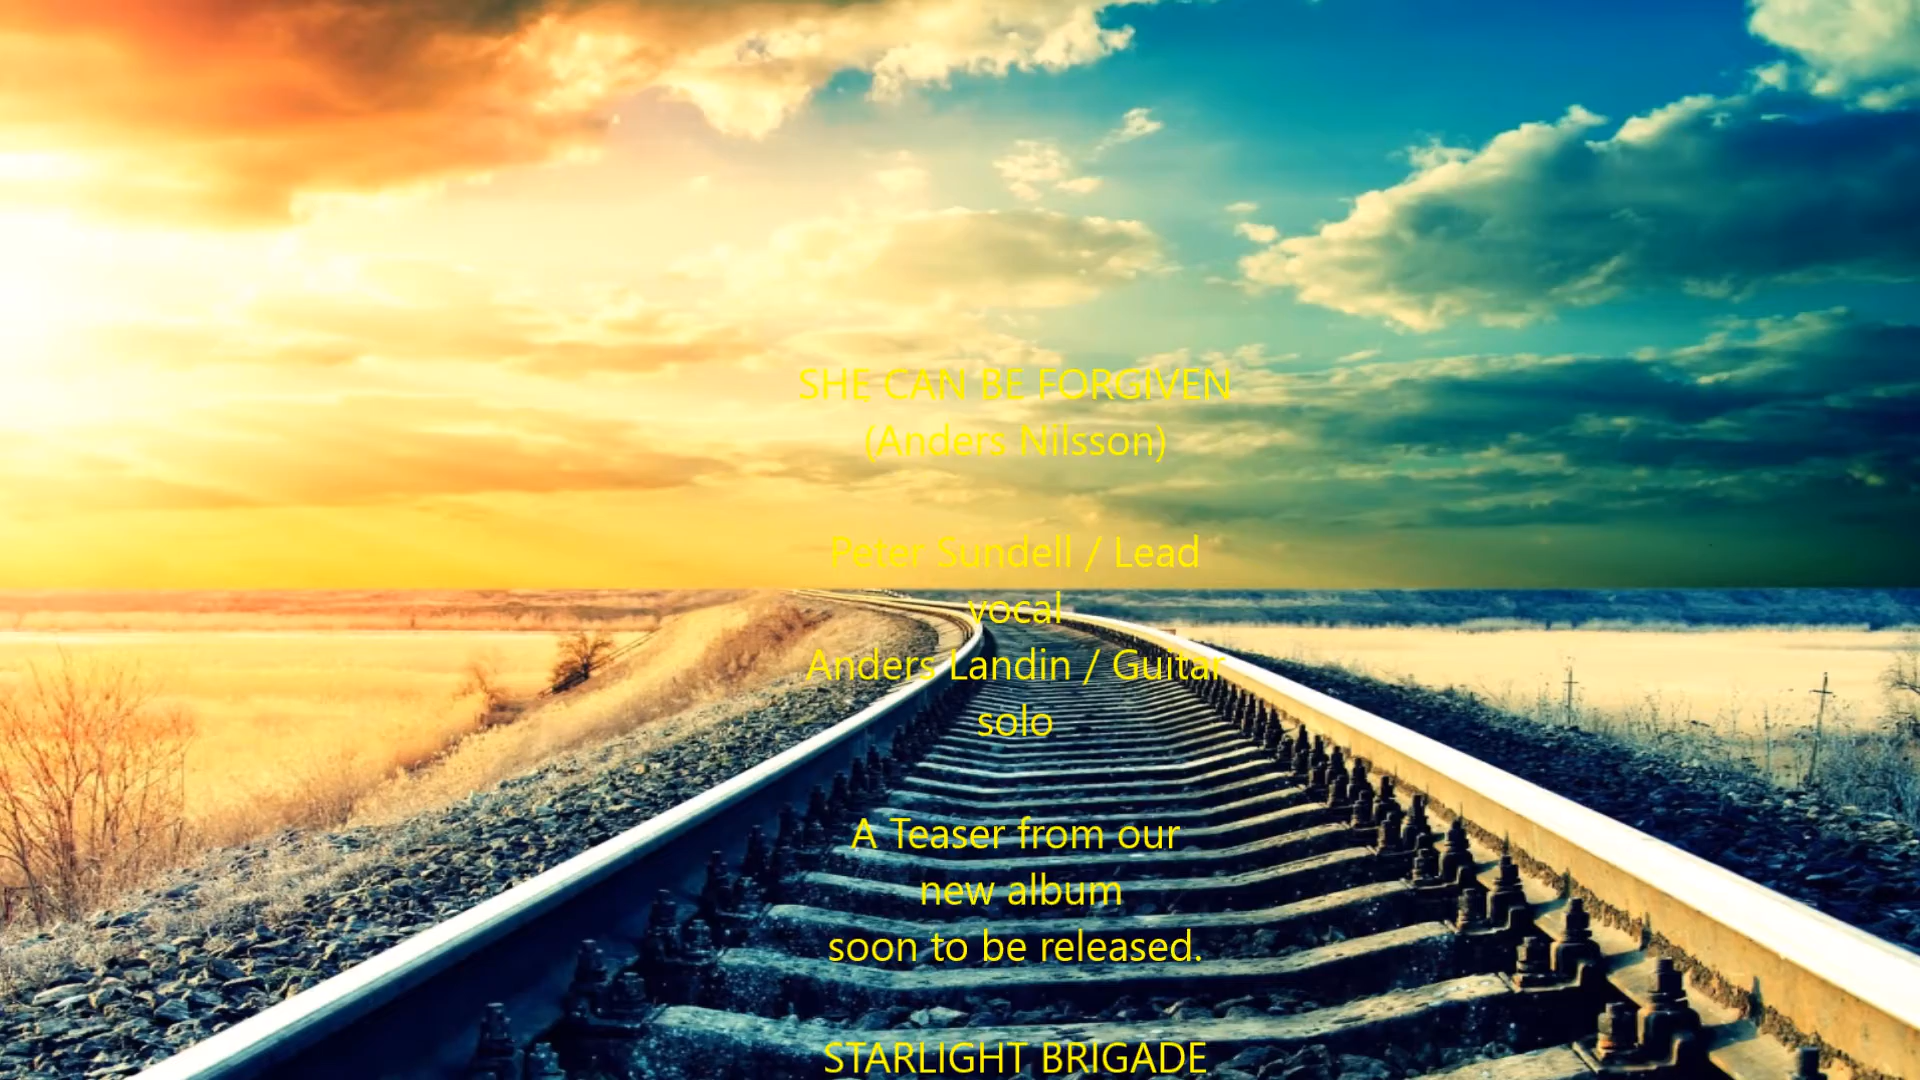 SHE CAN BE FORGIVEN
(Anders Nilsson)
Peter Sundell / Lead
vocal
Anders Landin / Guitar
solo
A Teaser from our
new album
soon to be released.
STARLIGHT BRIGADE